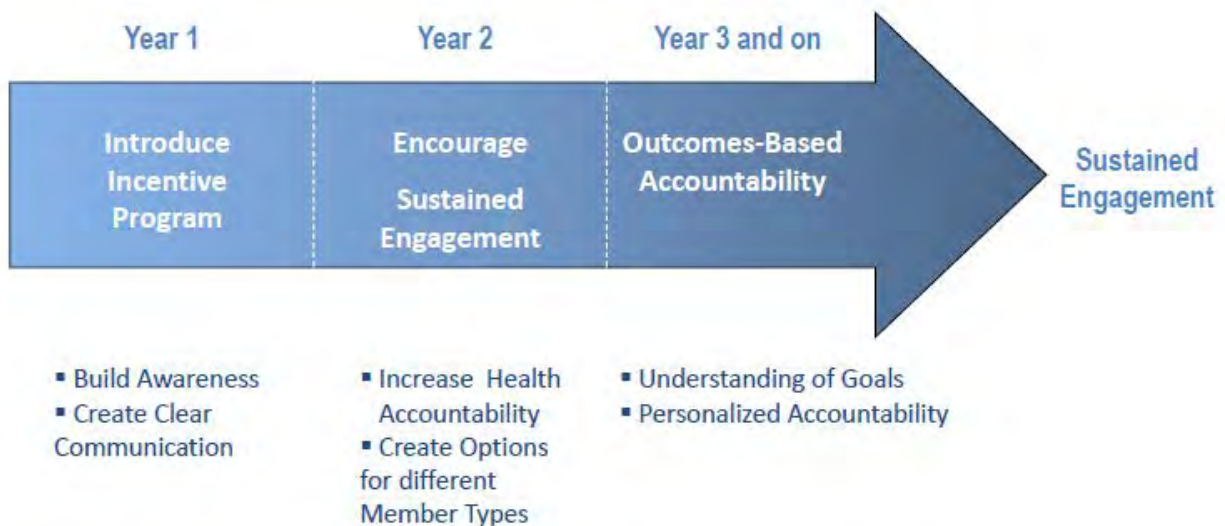 Year 1
Year 2
Year 3 and on
Introduce
Incentive
Program
Encourage
Sustained
Engagement
Outcomes-Based
Accountability
Sustained
Engagement
▪ Build Awareness
▪ Create Clear
Communication
▪ Increase Health
Accountability
▪ Create Options
for different
Member Types
▪ Understanding of Goals
▪ Personalized Accountability